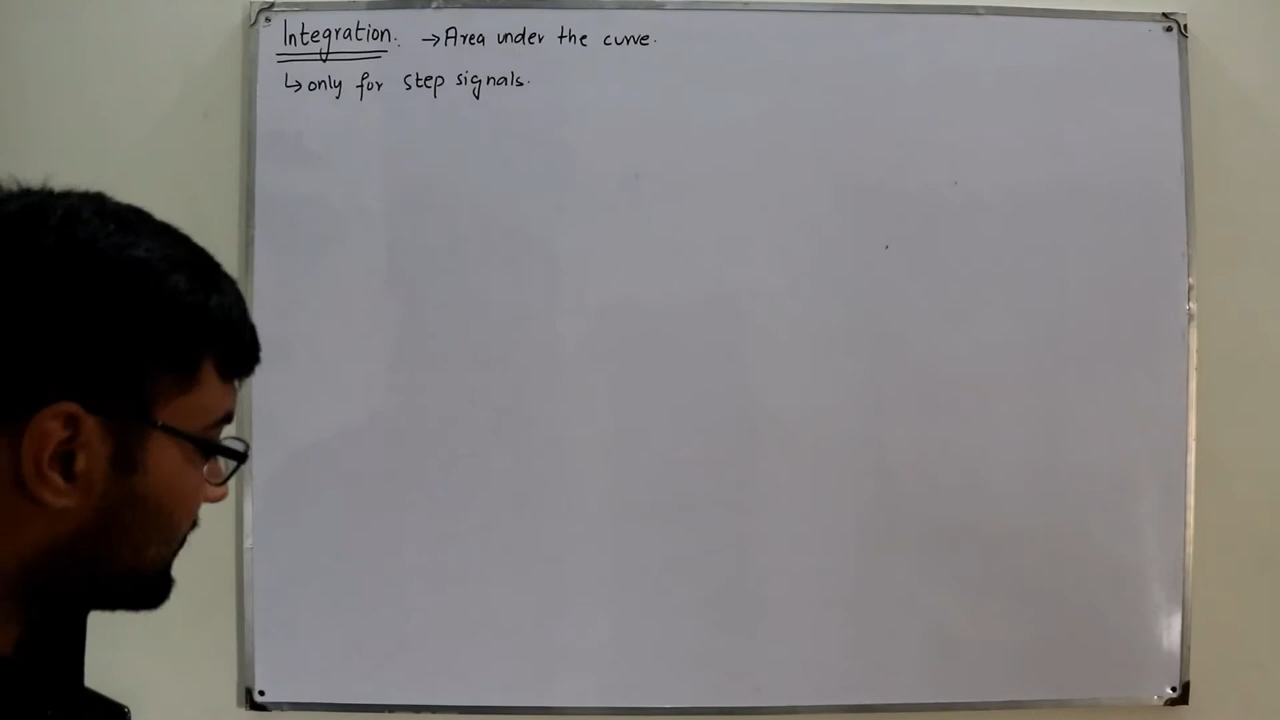 Integration. → Area under the curve.
↳ only for step signals.